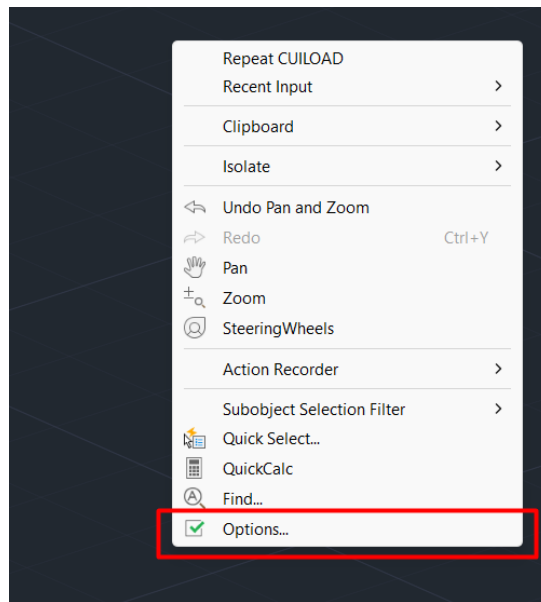 Repeat CUILOAD
Recent Input
Clipboard
Isolate
Undo Pan and Zoom
Redo Ctrl+Y
Pan
Zoom
SteeringWheels
Action Recorder
Subobject Selection Filter
Quick Select...
QuickCalc
Find...
Options...